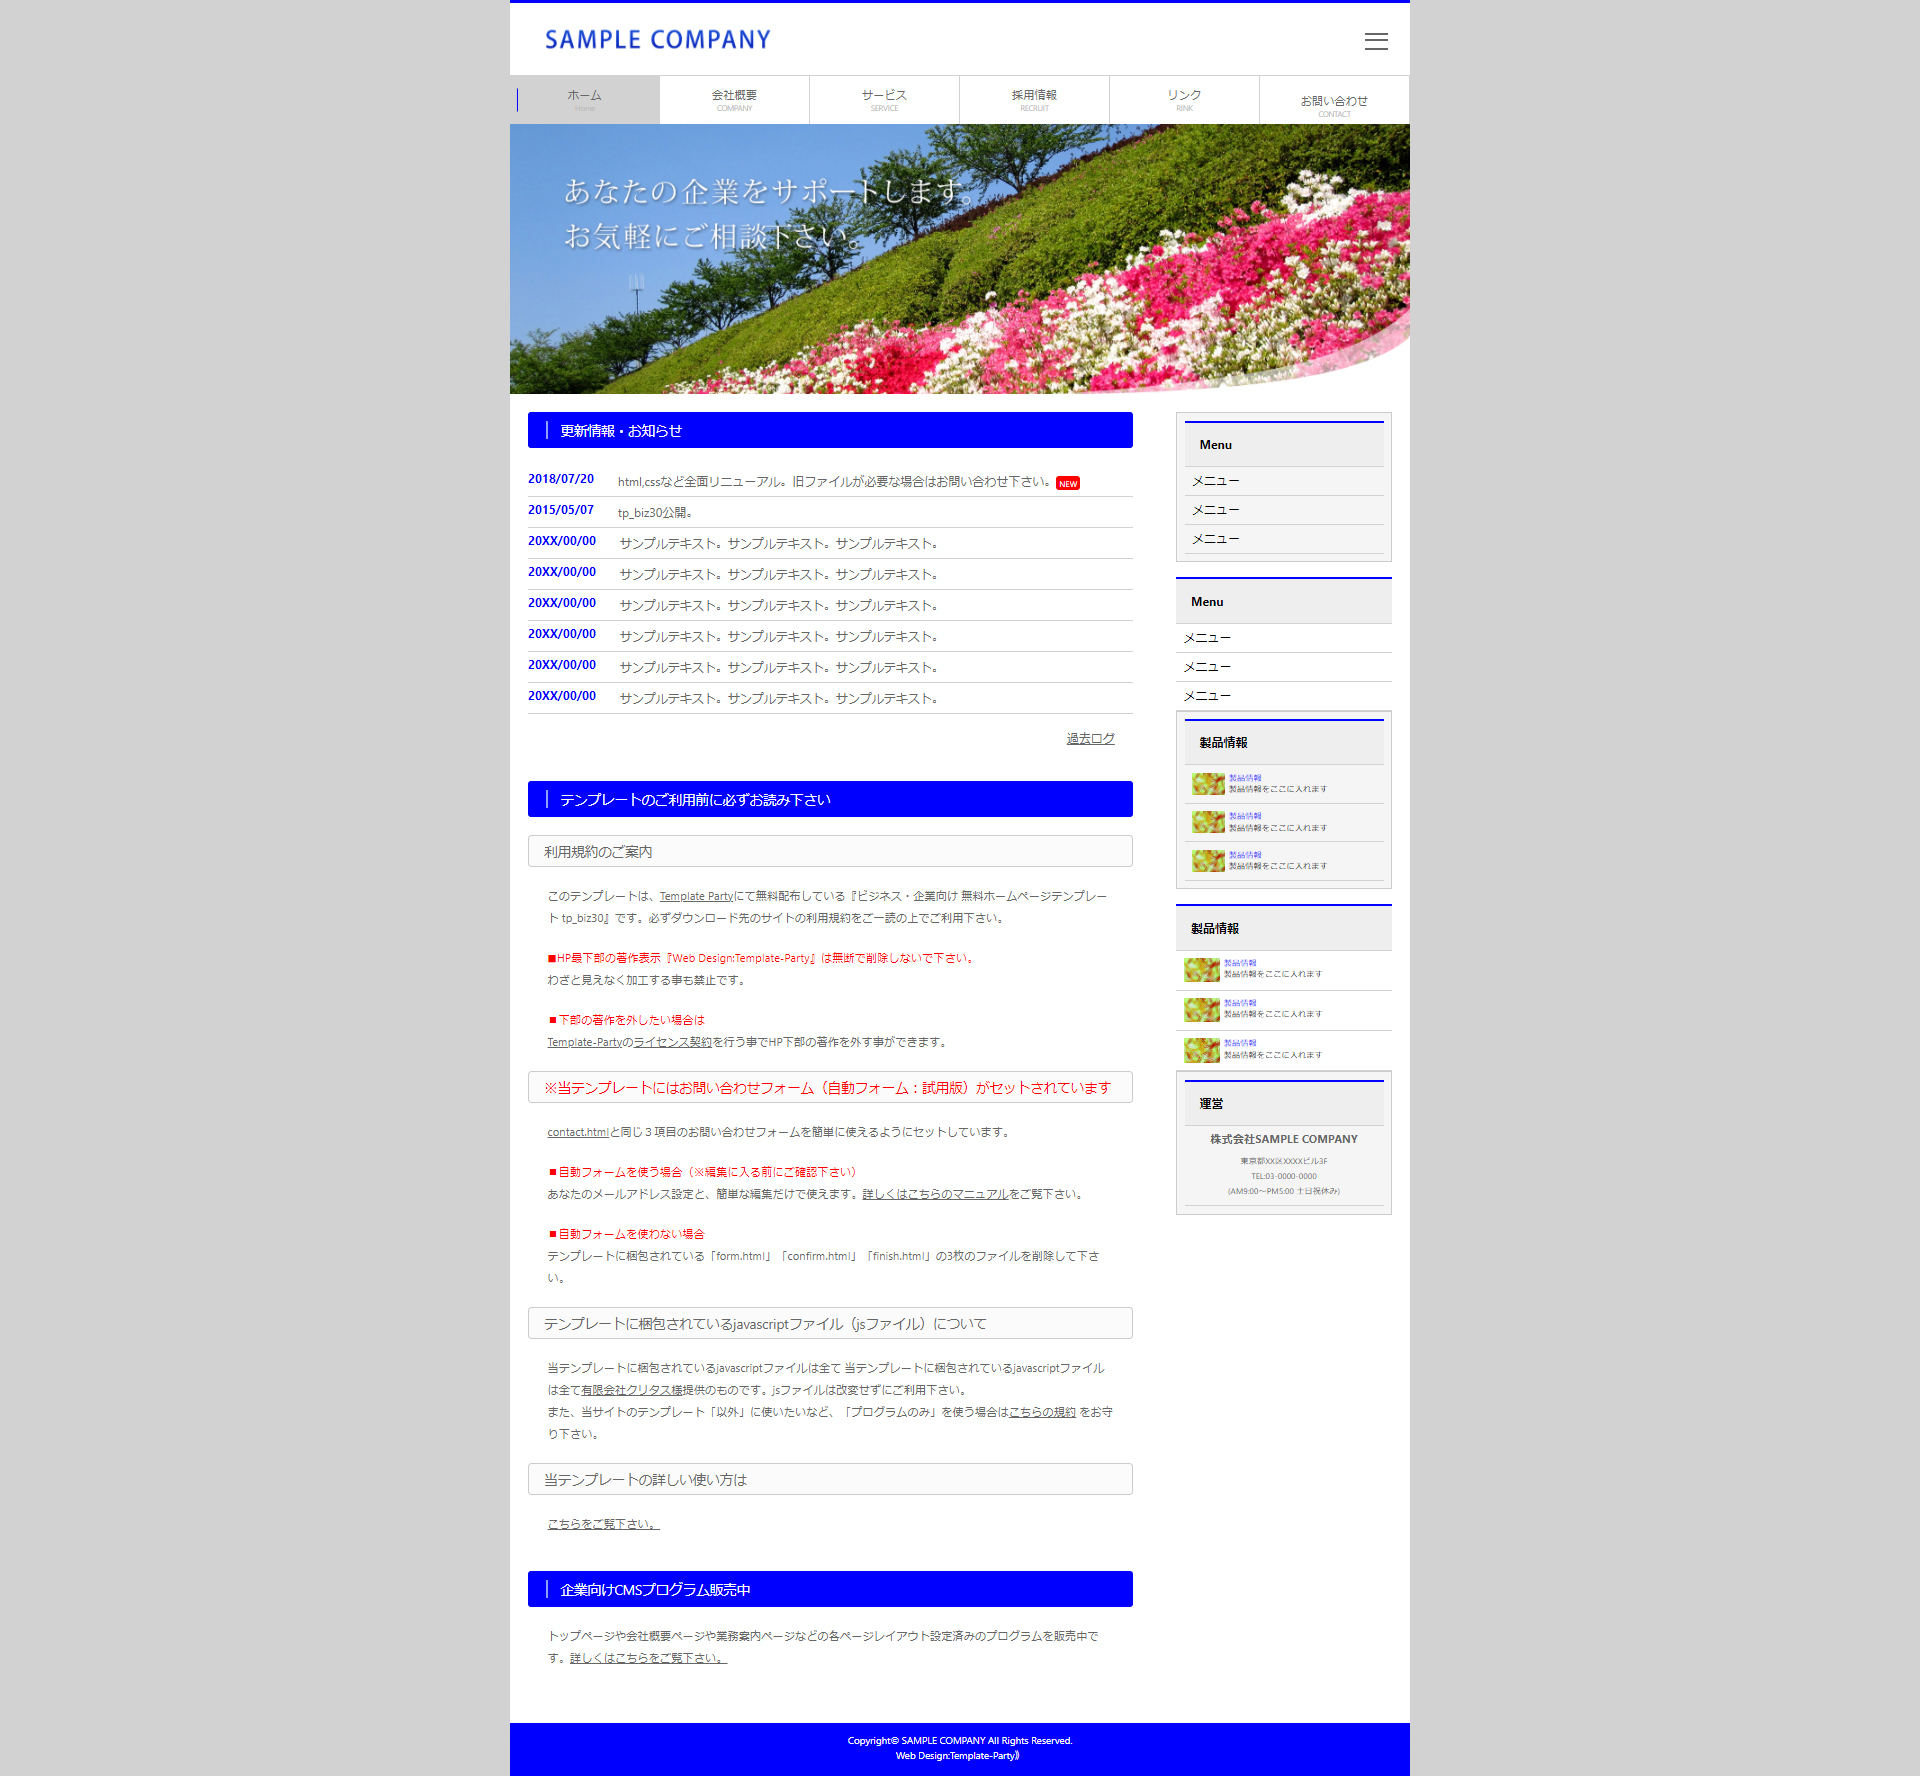 SAMPLE COMPANY
ホーム
Home
会社概要
COMPANY
サービス
SERVICE
採用情報
RECRUIT
リンク
RINK
お問い合わせ
CONTACT
あなたの企業をサポートします。
お気軽にご相談下さい。
更新情報・お知らせ
2018/07/20 html,cssなど全面リニューアル。旧ファイルが必要な場合はお問い合わせ下さい。NEW
2015/05/07 tp_biz30公開。
20XX/00/00 サンプルテキスト。サンプルテキスト。サンプルテキスト。
20XX/00/00 サンプルテキスト。サンプルテキスト。サンプルテキスト。
20XX/00/00 サンプルテキスト。サンプルテキスト。サンプルテキスト。
20XX/00/00 サンプルテキスト。サンプルテキスト。サンプルテキスト。
20XX/00/00 サンプルテキスト。サンプルテキスト。サンプルテキスト。
20XX/00/00 サンプルテキスト。サンプルテキスト。サンプルテキスト。
過去ログ
テンプレートのご利用前に必ずお読み下さい
利用規約のご案内
このテンプレートは、Template Partyにて無料配布している『ビジネス・企業向け 無料ホームページテンプレー
ト tp_biz30』です。必ずダウンロード先のサイトの利用規約をご一読の上でご利用下さい。
■HP最下部の著作表示『Web Design:Template-Party』は無断で削除しないで下さい。
わざと見えなく加工する事も禁止です。
■下部の著作を外したい場合は
Template-Partyのライセンス契約を行う事でHP下部の著作を外す事ができます。
※当テンプレートにはお問い合わせフォーム（自動フォーム：試用版）がセットされています
contact.htmlと同じ３項目のお問い合わせフォームを簡単に使えるようにセットしています。
■自動フォームを使う場合（※編集に入る前にご確認下さい）
あなたのメールアドレス設定と、簡単な編集だけで使えます。詳しくはこちらのマニュアルをご覧下さい。
■自動フォームを使わない場合
テンプレートに梱包されている「form.html」「confirm.html」「finish.html」の3枚のファイルを削除して下さ
い。
テンプレートに梱包されているjavascriptファイル（jsファイル）について
当テンプレートに梱包されているjavascriptファイルは全て 当テンプレートに梱包されているjavascriptファイル
は全て有限会社クリタス様提供のものです。jsファイルは改変せずにご利用下さい。
また、当サイトのテンプレート「以外」に使いたいなど、「プログラムのみ」を使う場合はこちらの規約 をお守
り下さい。
当テンプレートの詳しい使い方は
こちらをご覧下さい。
企業向けCMSプログラム販売中
トップページや会社概要ページや業務案内ページなどの各ページレイアウト設定済みのプログラムを販売中で
す。詳しくはこちらをご覧下さい。
Menu
メニュー
メニュー
メニュー
Menu
メニュー
メニュー
メニュー
製品情報
製品情報
製品情報をここに入れます
製品情報
製品情報をここに入れます
製品情報
製品情報をここに入れます
製品情報
製品情報
製品情報をここに入れます
製品情報
製品情報をここに入れます
製品情報
製品情報をここに入れます
運営
株式会社SAMPLE COMPANY
東京都XX区XXXXビル3F
TEL:03-0000-0000
(AM9:00～PM5:00 土日祝休み)
Copyright© SAMPLE COMPANY All Rights Reserved.
Web Design:Template-Party》